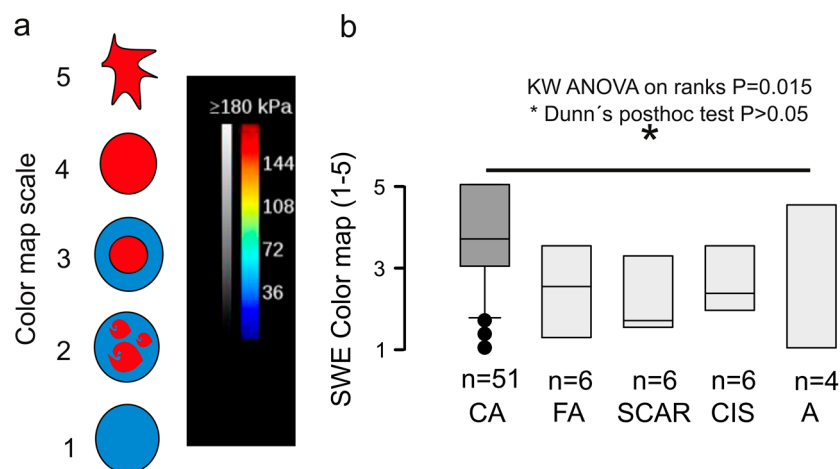 a
Color map scale
5
4
3
2
1
≥180 kPa
144
108
72
36
b
KW ANOVA on ranks P=0.015
* Dunn´s posthoc test P>0.05
*
SWE Color map (1-5)
5
3
1
n=51 n=6 n=6 n=6 n=4
CA FA SCAR CIS A